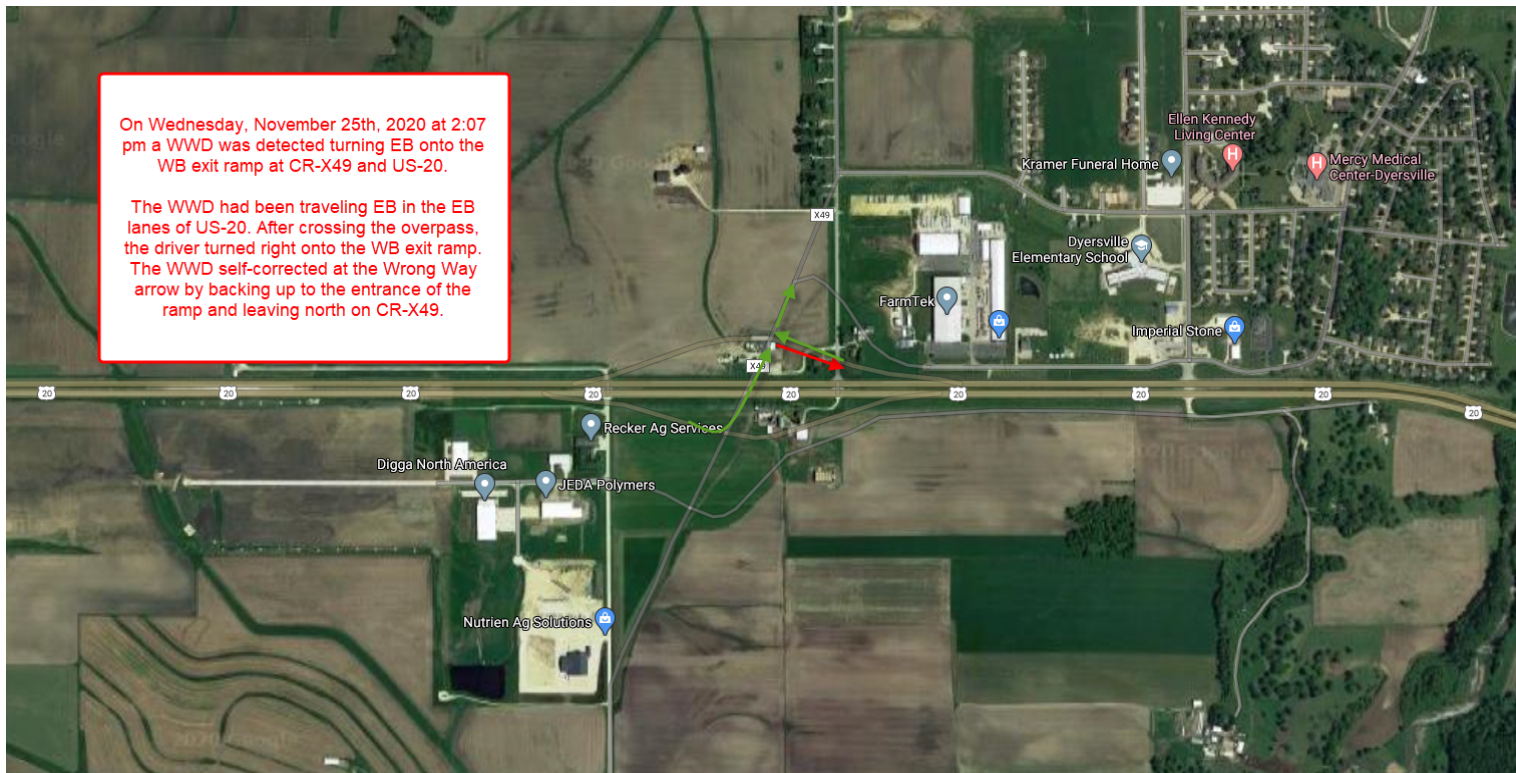 On Wednesday, November 25th, 2020 at 2:07
pm a WWD was detected turning EB onto the
WB exit ramp at CR-X49 and US-20.
The WWD had been traveling EB in the EB
lanes of US-20. After crossing the overpass,
the driver turned right onto the WB exit ramp.
The WWD self-corrected at the Wrong Way
arrow by backing up to the entrance of the
ramp and leaving north on CR-X49.
Ellen Kennedy
Living Center
Kramer Funeral Home
Mercy Medical
Center-Dyersville
X49
Dyersville
Elementary School
FarmTek
Imperial Stone
X49
20
20
20
20
20
20
20
20
20
Recker Ag Services
Digga North America
JEDA Polymers
Nutrien Ag Solutions